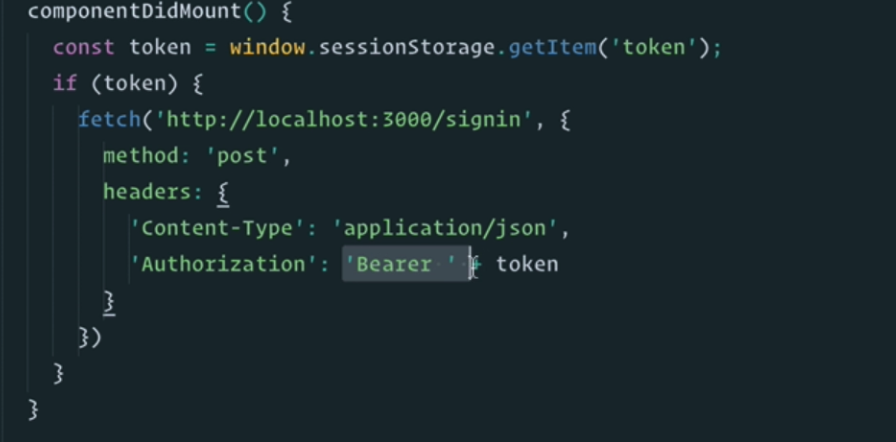 componentDidMount() {
const token = window.sessionStorage.getItem('token');
if (token) {
fetch('http://localhost:3000/signin', {
method: 'post',
headers: {
'Content-Type': 'application/json',
'Authorization': 'Bearer ' + token
}
})
}
}